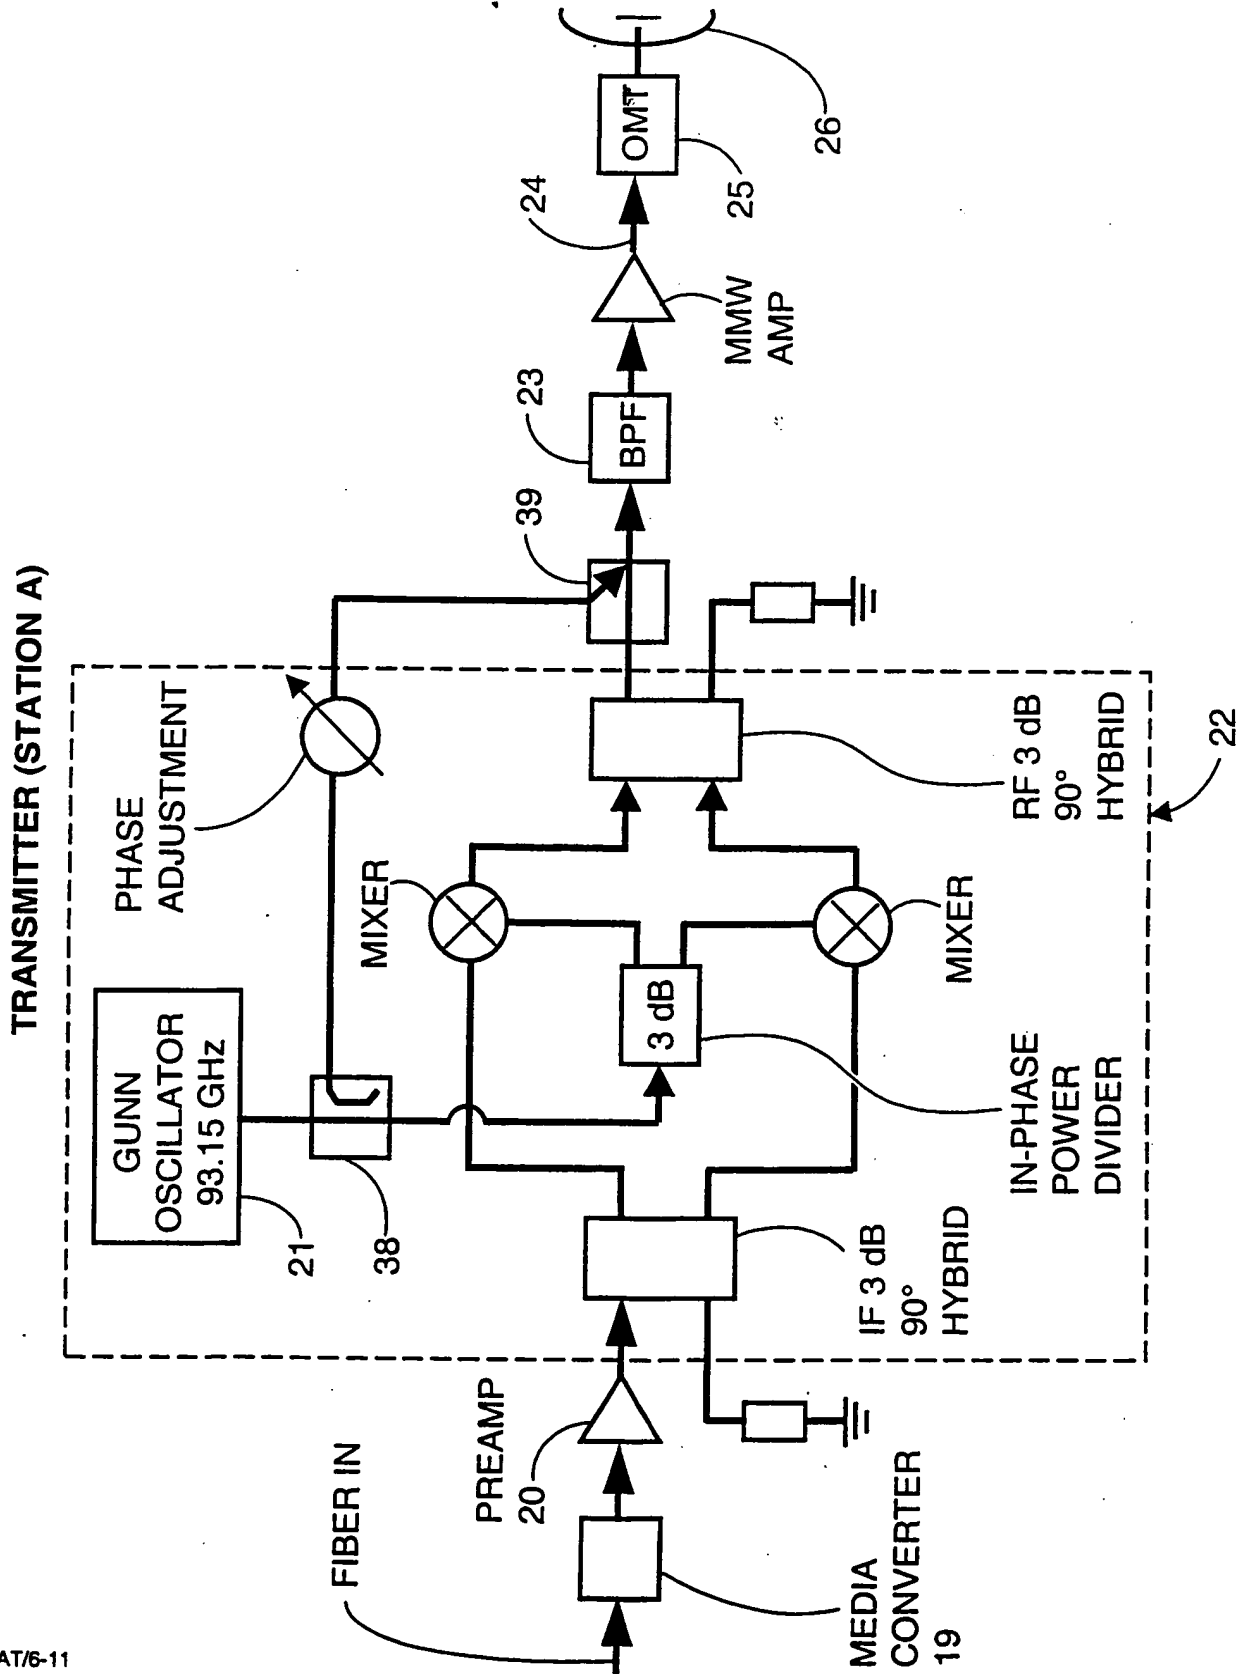 TRANSMITTER (STATION A)
GUNN
OSCILLATOR
93.15 GHz
21
38
PHASE
ADJUSTMENT
MIXER
39
23
24
FIBER IN
PREAMP
20
3 dB
BPF
OMT
MEDIA
CONVERTER
19
IF 3 dB
90°
HYBRID
IN-PHASE
POWER
DIVIDER
MIXER
RF 3 dB
90°
HYBRID
MMW
AMP
25
26
22
AT/6-11